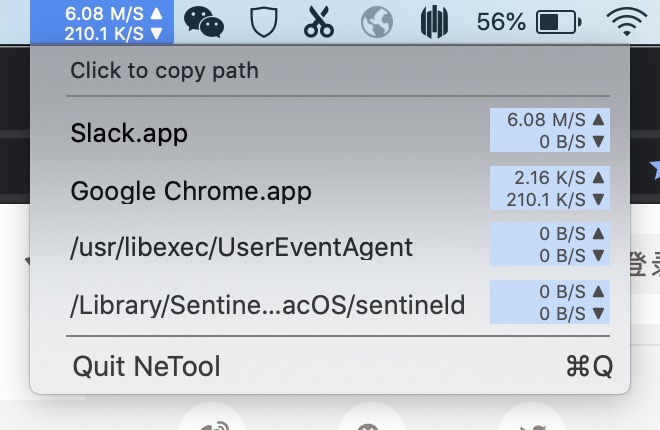 6.08 M/S ▲
210.1 K/S ▼
56%
Click to copy path
Slack.app
6.08 M/S ▲
0 B/S ▼
Google Chrome.app
2.16 K/S ▲
210.1 K/S ▼
/usr/libexec/UserEventAgent
0 B/S ▲
0 B/S ▼
/Library/Sentine...acOS/sentineld
0 B/S ▲
0 B/S ▼
Quit NeTool
⌘Q